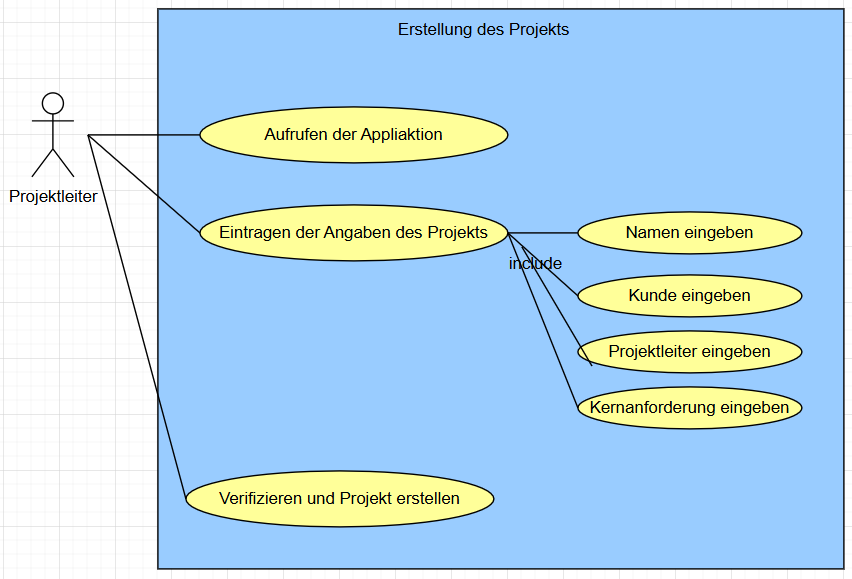 Erstellung des Projekts
Aufrufen der Appliaktion
Projektleiter
Eintragen der Angaben des Projekts
Namen eingeben
include
Kunde eingeben
Projektleiter eingeben
Kernanforderung eingeben
Verifizieren und Projekt erstellen